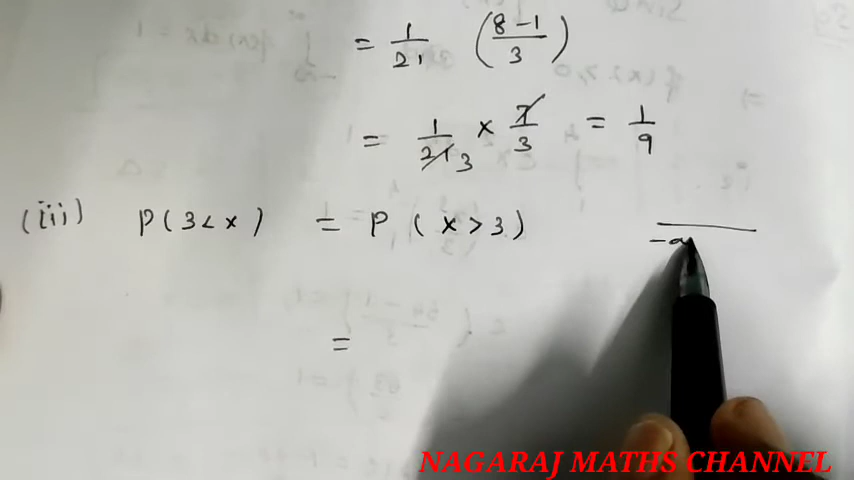 = 1/21 (8-1/3)
= 1/21 3 × 7/3 = 1/9
(iii) P(3<x) = P(x>3)
=
NAGARAJ MATHS CHANNEL